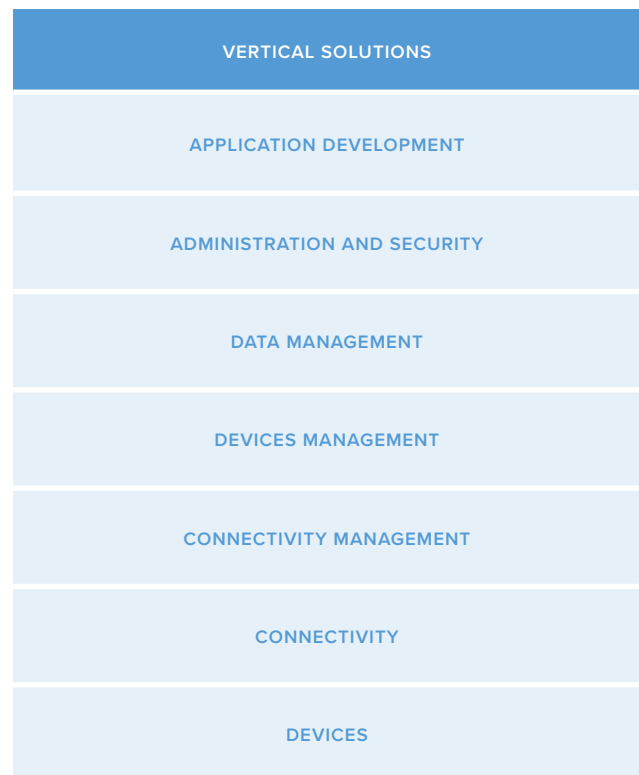 VERTICAL SOLUTIONS
APPLICATION DEVELOPMENT
ADMINISTRATION AND SECURITY
DATA MANAGEMENT
DEVICES MANAGEMENT
CONNECTIVITY MANAGEMENT
CONNECTIVITY
DEVICES